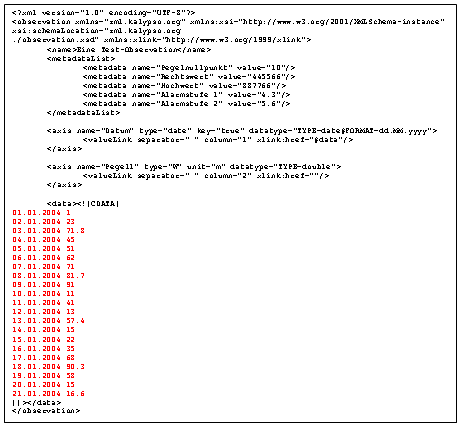 <?xml version="1.0" encoding="UTF-8"?>
<observation xmlns="xml.kalypso.org" xmlns:xsi="http://www.w3.org/2001/XMLSchema-instance"
xsi:schemaLocation="xml.kalypso.org
./observation.xsd" xmlns:xlink="http://www.w3.org/1999/xlink">
<name>Eine Test-Observation</name>
<metadataList>
<metadata name="Pegelnullpunkt" value="10"/>
<metadata name="Rechtswert" value="445566"/>
<metadata name="Hochwert" value="887766"/>
<metadata name="Alarmstufe 1" value="4.3"/>
<metadata name="Alarmstufe 2" value="5.6"/>
</metadataList>
<axis name="Datum" type="date" key="true" datatype="TYPE=date#FORMAT=dd.MM.yyyy">
<valueLink separator=" " column="1" xlink:href="#data"/>
</axis>
<axis name="Pegel1" type="W" unit="m" datatype="TYPE=double">
<valueLink separator=" " column="2" xlink:href=""/>
</axis>
<data><![CDATA[
01.01.2004 1
02.01.2004 23
03.01.2004 71.8
04.01.2004 45
05.01.2004 51
06.01.2004 62
07.01.2004 71
08.01.2004 81.7
09.01.2004 91
10.01.2004 11
11.01.2004 41
12.01.2004 13
13.01.2004 57.4
14.01.2004 15
15.01.2004 22
16.01.2004 35
17.01.2004 68
18.01.2004 90.3
19.01.2004 58
20.01.2004 15
21.01.2004 16.6
]]></data>
</observation>